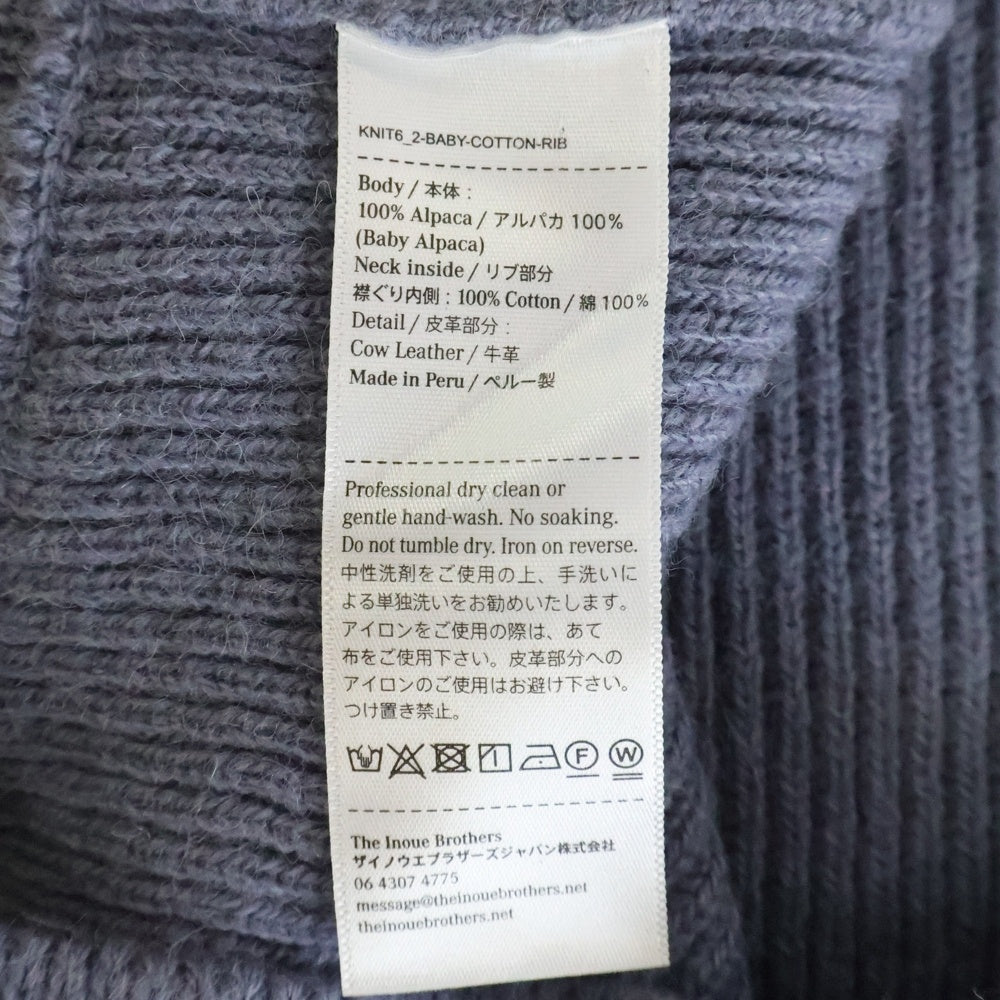 KNIT6_2-BABY-COTTON-RIB
Body / 本体 :
100% Alpaca / アルパカ 100%
(Baby Alpaca)
Neck inside / リブ部分
襟ぐり内側 : 100% Cotton / 綿 100%
Detail / 皮革部分 :
Cow Leather / 牛革
Made in Peru / ペルー製
Professional dry clean or
gentle hand-wash. No soaking.
Do not tumble dry. Iron on reverse.
中性洗剤をご使用の上、手洗いに
よる単独洗いをお勧めいたします。
アイロンをご使用の際は、あて
布をご使用下さい。皮革部分への
アイロンのご使用はお避け下さい。
つけ置き禁止。
F W
The Inoue Brothers
ザイノウエブラザーズジャパン株式会社
06 4307 4775
message@theinouebrothers.net
theinouebrothers.net